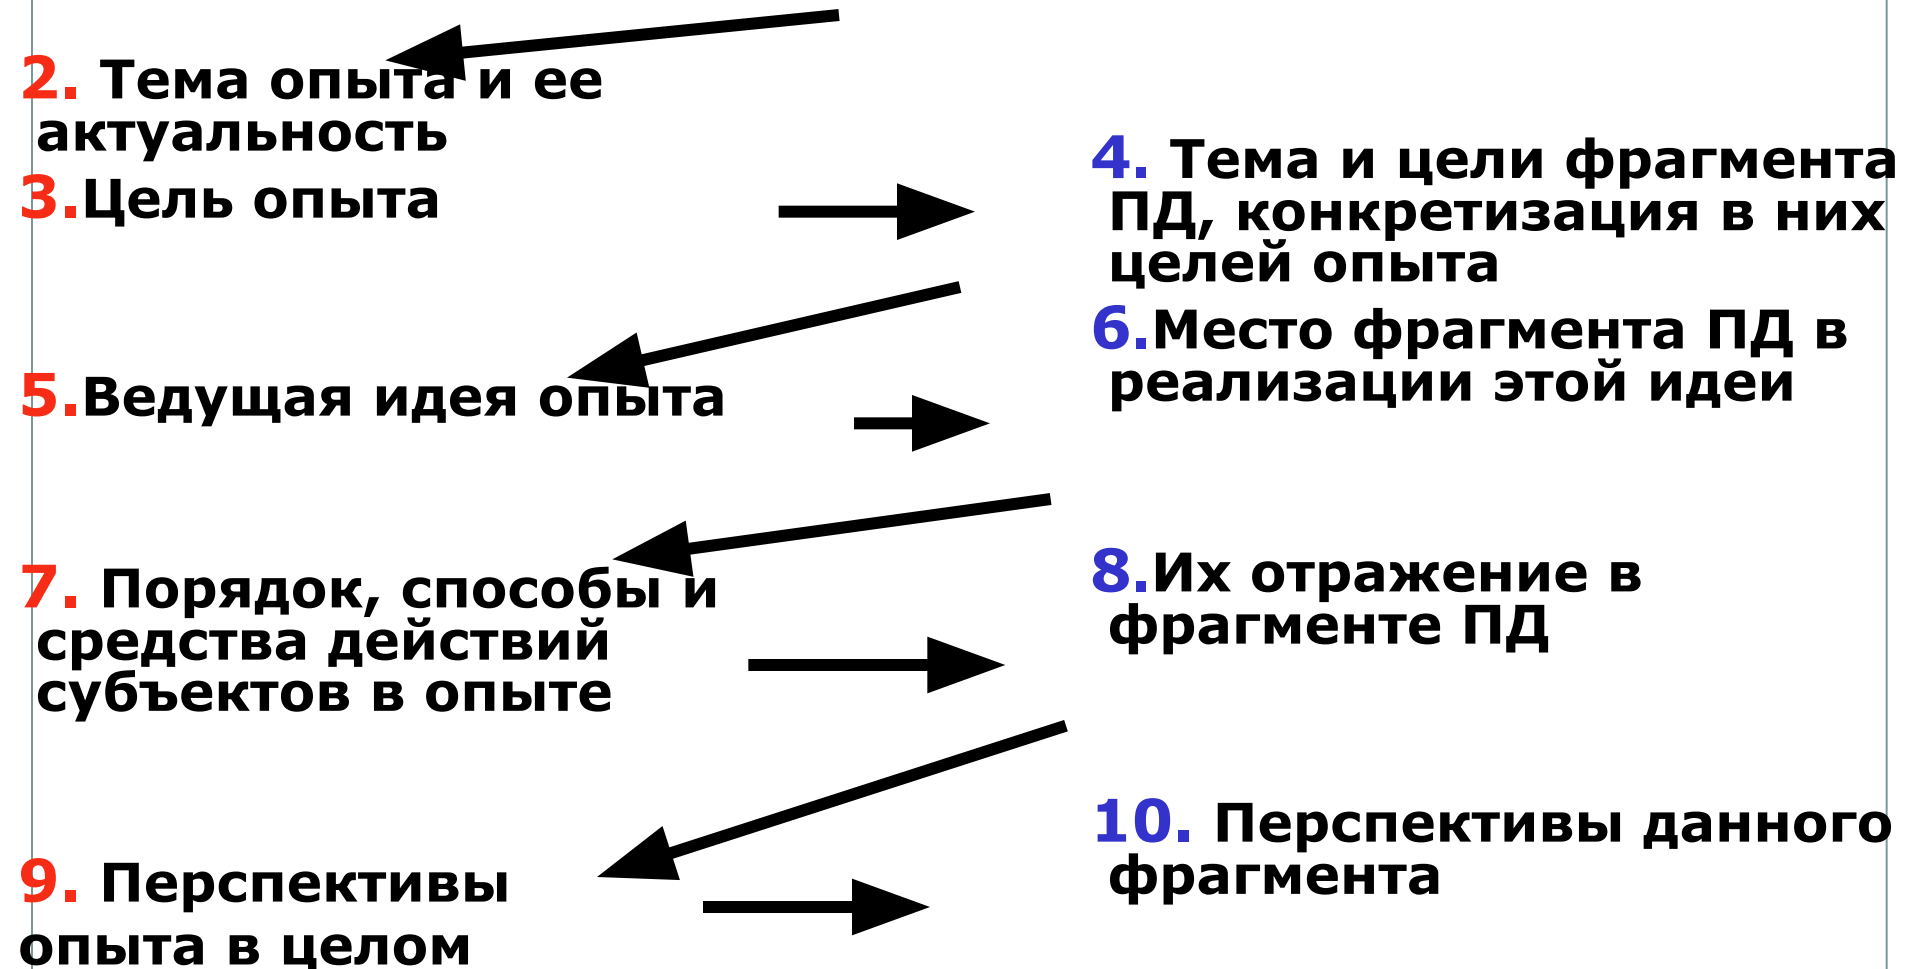 2. Тема опыта и ее
актуальность
3.Цель опыта
4. Тема и цели фрагмента
ПД, конкретизация в них
целей опыта
5.Ведущая идея опыта
6.Место фрагмента ПД в
реализации этой идеи
7. Порядок, способы и
средства действий
субъектов в опыте
8.Их отражение в
фрагменте ПД
9. Перспективы
опыта в целом
10. Перспективы данного
фрагмента